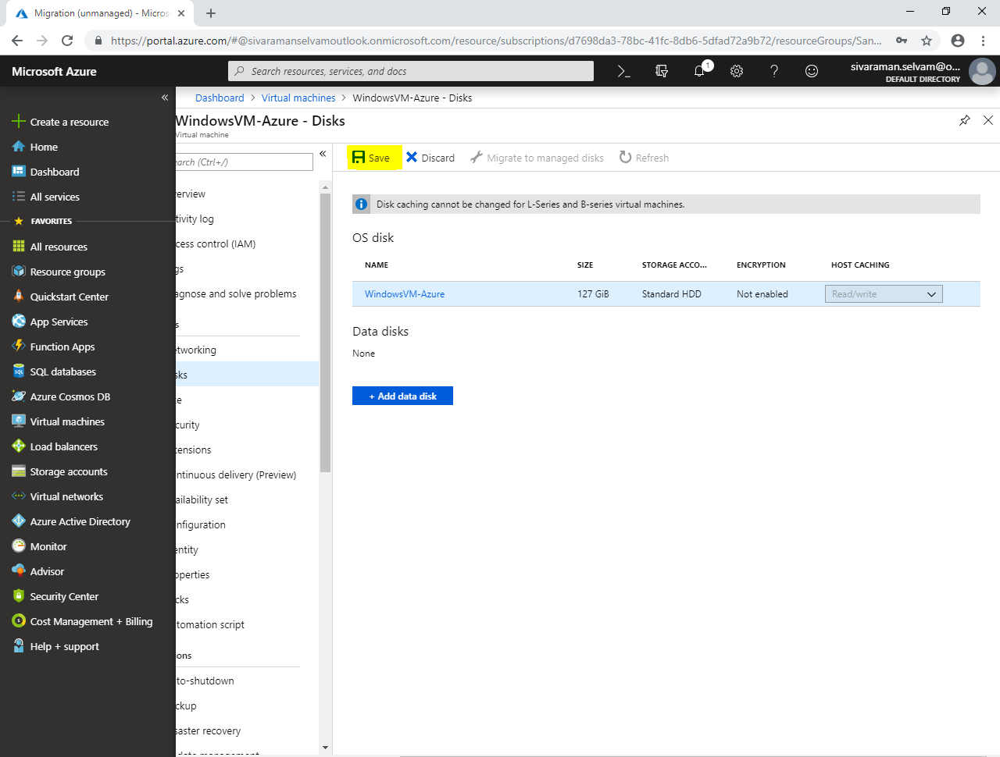 Migration (unmanaged) - Micros
https://portal.azure.com/#@sivaramanselvamoutlook.onmicrosoft.com/resource/subscriptions/d7698da3-78bc-41fc-8db6-5dfad72a9b72/resourceGroups/San...
Microsoft Azure
Search resources, services, and docs
1
sivaraman.selvam@o...
DEFAULT DIRECTORY
Create a resource
Home
Dashboard
All services
FAVORITES
All resources
Resource groups
Quickstart Center
App Services
Function Apps
SQL databases
Azure Cosmos DB
Virtual machines
Load balancers
Storage accounts
Virtual networks
Azure Active Directory
Monitor
Advisor
Security Center
Cost Management + Billing
Help + support
Dashboard > Virtual machines > WindowsVM-Azure - Disks
WindowsVM-Azure - Disks
Virtual machine
earch (Ctrl+/)
erview
tivity log
cess control (IAM)
gs
agnose and solve problems
s
etworking
sks
e
curity
tensions
ntinuous delivery (Preview)
ailability set
nfiguration
entity
operties
cks
tomation script
ions
to-shutdown
ckup
saster recovery
Save
Discard
Migrate to managed disks
Refresh
Disk caching cannot be changed for L-Series and B-series virtual machines.
OS disk
NAME SIZE STORAGE ACCO... ENCRYPTION HOST CACHING
WindowsVM-Azure 127 GiB Standard HDD Not enabled Read/write
Data disks
None
+ Add data disk